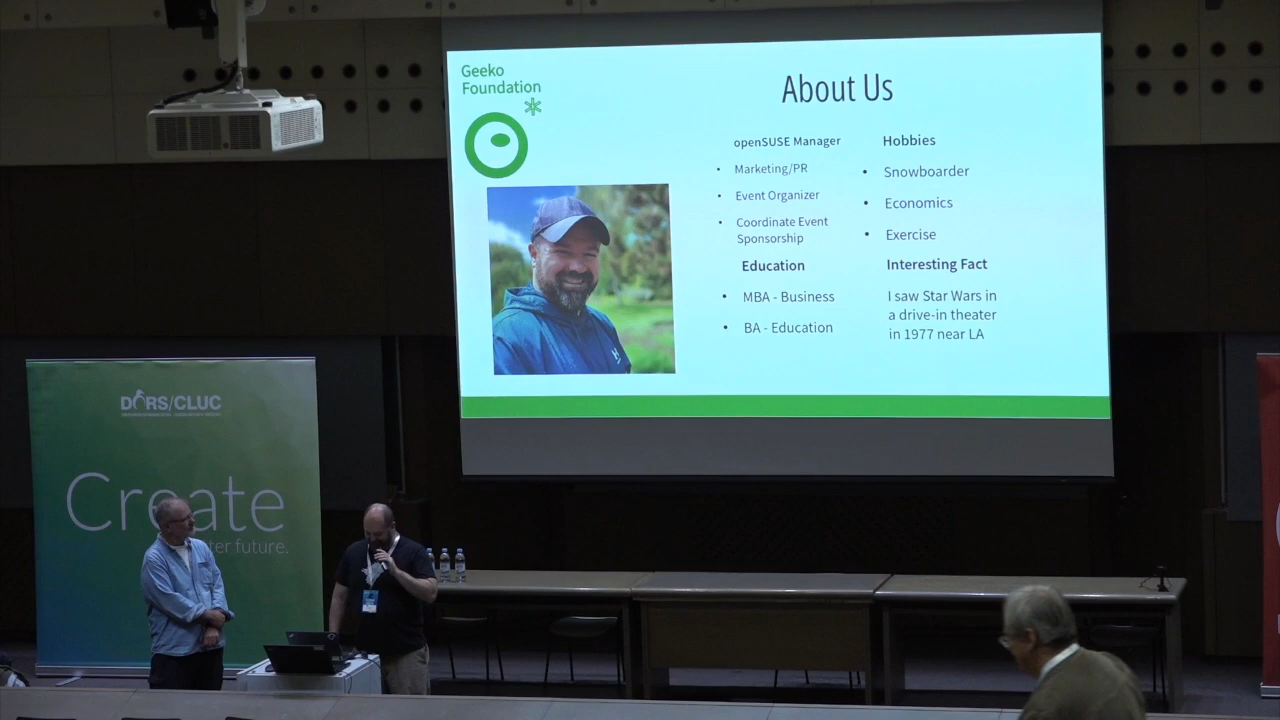 Geeko
Foundation
About Us
openSUSE Manager
• Marketing/PR
• Event Organizer
• Coordinate Event
Sponsorship
Education
• MBA - Business
• BA - Education
Hobbies
• Snowboarder
• Economics
• Exercise
Interesting Fact
I saw Star Wars in
a drive-in theater
in 1977 near LA
DORS/CLUC
Create
future.